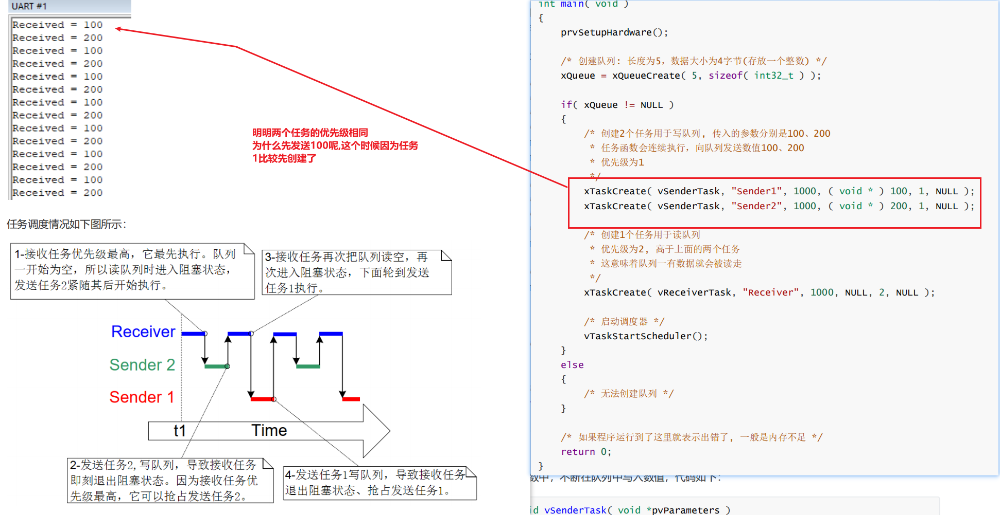 UART #1
Received = 100
Received = 200
Received = 100
Received = 200
Received = 100
Received = 200
Received = 100
Received = 200
Received = 100
Received = 200
Received = 100
Received = 200
Received = 100
Received = 200
明明两个任务的优先级相同
为什么先发送100呢,这个时候因为任务
1比较先创建了
任务调度情况如下图所示：
1-接收任务优先级最高，它最先执行。队列
一开始为空，所以读队列时进入阻塞状态，
发送任务2紧随其后开始执行。
3-接收任务再次把队列读空，再
次进入阻塞状态，下面轮到发送
任务1执行。
Receiver
Sender 2
Sender 1
t1
Time
2-发送任务2,写队列，导致接收任务
即刻退出阻塞状态。因为接收任务优
先级最高，它可以抢占发送任务2。
4-发送任务1写队列，导致接收任务
退出阻塞状态、抢占发送任务1。
int main( void )
{
prvSetupHardware();
/* 创建队列: 长度为5，数据大小为4字节(存放一个整数) */
xQueue = xQueueCreate( 5, sizeof( int32_t ) );
if( xQueue != NULL )
{
/* 创建2个任务用于写队列, 传入的参数分别是100、200
* 任务函数会连续执行，向队列发送数值100、200
* 优先级为1
*/
xTaskCreate( vSenderTask, "Sender1", 1000, ( void * ) 100, 1, NULL );
xTaskCreate( vSenderTask, "Sender2", 1000, ( void * ) 200, 1, NULL );
/* 创建1个任务用于读队列
* 优先级为2, 高于上面的两个任务
* 这意味着队列一有数据就会被读走
*/
xTaskCreate( vReceiverTask, "Receiver", 1000, NULL, 2, NULL );
/* 启动调度器 */
vTaskStartScheduler();
}
else
{
/* 无法创建队列 */
}
/* 如果程序运行到了这里就表示出错了, 一般是内存不足 */
return 0;
}
数中，不断往队列中写入数值，代码如下：
id vSenderTask( void *pvParameters )